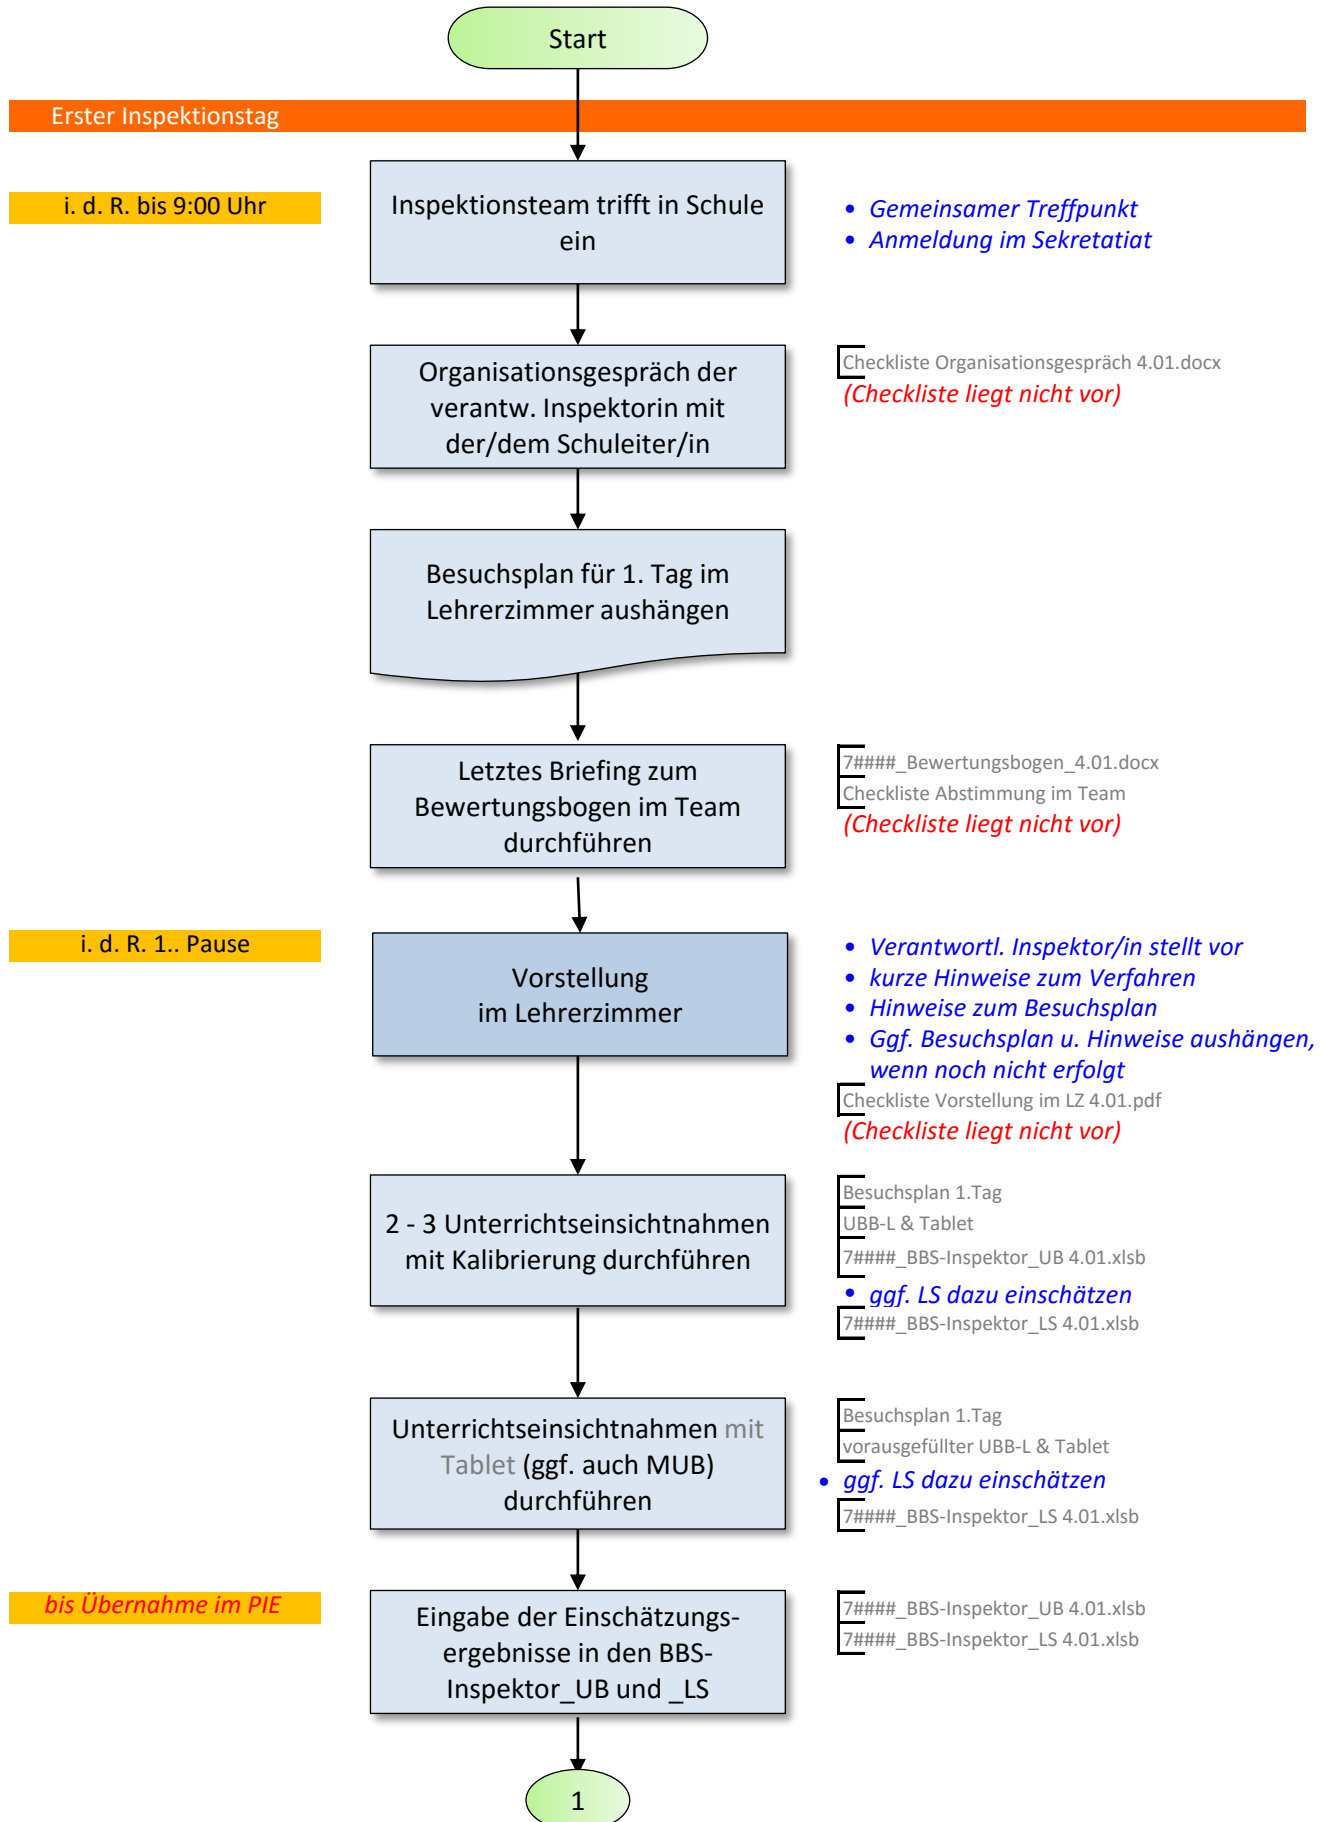 Start
Erster Inspektionstag
i. d. R. bis 9:00 Uhr
Inspektionsteam trifft in Schule
ein
• Gemeinsamer Treffpunkt
• Anmeldung im Sekretatiat
Organisationsgespräch der
verantw. Inspektorin mit
der/dem Schuleiter/in
Checkliste Organisationsgespräch 4.01.docx
(Checkliste liegt nicht vor)
Besuchsplan für 1. Tag im
Lehrerzimmer aushängen
Letztes Briefing zum
Bewertungsbogen im Team
durchführen
7####_Bewertungsbogen_4.01.docx
Checkliste Abstimmung im Team
(Checkliste liegt nicht vor)
i. d. R. 1.. Pause
Vorstellung
im Lehrerzimmer
• Verantwortl. Inspektor/in stellt vor
• kurze Hinweise zum Verfahren
• Hinweise zum Besuchsplan
• Ggf. Besuchsplan u. Hinweise aushängen,
wenn noch nicht erfolgt
Checkliste Vorstellung im LZ 4.01.pdf
(Checkliste liegt nicht vor)
2 - 3 Unterrichtseinsichtnahmen
mit Kalibrierung durchführen
Besuchsplan 1.Tag
UBB-L & Tablet
7####_BBS-Inspektor_UB 4.01.xlsb
• ggf. LS dazu einschätzen
7####_BBS-Inspektor_LS 4.01.xlsb
Unterrichtseinsichtnahmen mit
Tablet (ggf. auch MUB)
durchführen
Besuchsplan 1.Tag
vorausgefüllter UBB-L & Tablet
• ggf. LS dazu einschätzen
7####_BBS-Inspektor_LS 4.01.xlsb
bis Übernahme im PIE
Eingabe der Einschätzungs-
ergebnisse in den BBS-
Inspektor_UB und _LS
7####_BBS-Inspektor_UB 4.01.xlsb
7####_BBS-Inspektor_LS 4.01.xlsb
1